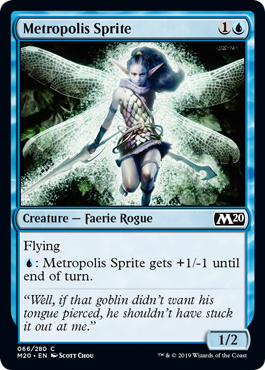 Metropolis Sprite 1
Creature — Faerie Rogue M20
Flying
: Metropolis Sprite gets +1/-1 until
end of turn.
"Well, if that goblin didn't want his
tongue pierced, he shouldn't have stuck
it out at me."
1/2
066/280 C
M20 • EN SCOTT CHOU ™ & © 2019 Wizards of the Coast